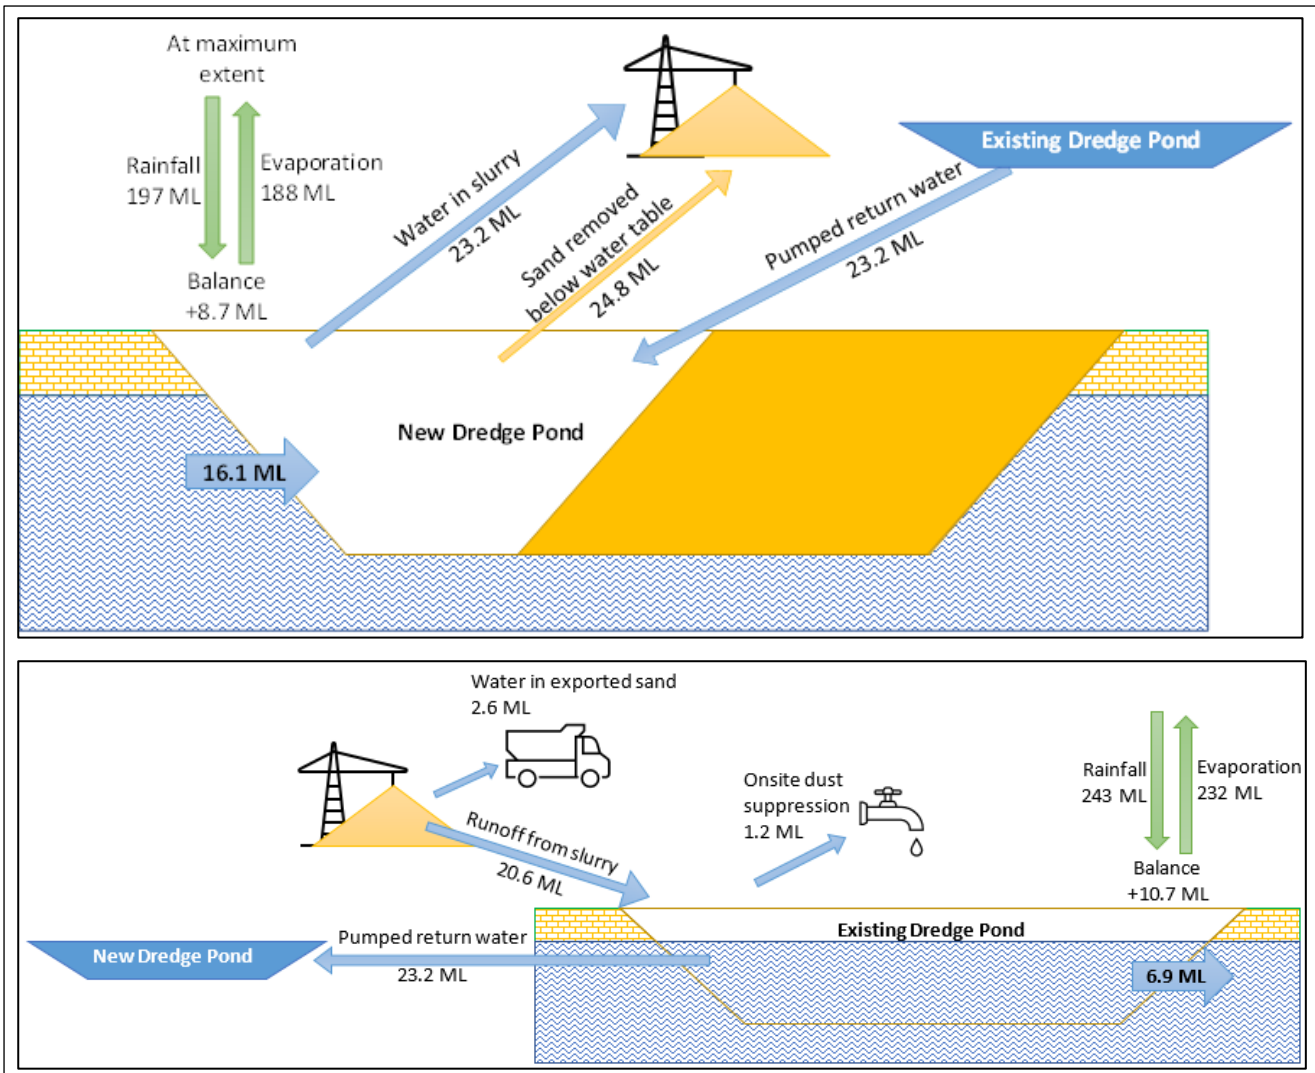 At maximum
extent
Rainfall
197 ML
Evaporation
188 ML
Balance
+8.7 ML
Water in slurry
23.2 ML
Sand removed
below water table
24.8 ML
Existing Dredge Pond
Pumped return water
23.2 ML
New Dredge Pond
16.1 ML
Water in exported sand
2.6 ML
Runoff from slurry
20.6 ML
Onsite dust
suppression
1.2 ML
Rainfall
243 ML
Evaporation
232 ML
Balance
+10.7 ML
Existing Dredge Pond
Pumped return water
23.2 ML
New Dredge Pond
6.9 ML